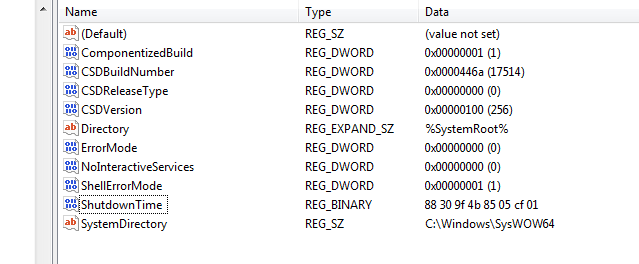 Name Type Data
(Default) REG_SZ (value not set)
ComponentizedBuild REG_DWORD 0x00000001 (1)
CSDBuildNumber REG_DWORD 0x0000446a (17514)
CSDReleaseType REG_DWORD 0x00000000 (0)
CSDVersion REG_DWORD 0x00000100 (256)
Directory REG_EXPAND_SZ %SystemRoot%
ErrorMode REG_DWORD 0x00000000 (0)
NoInteractiveServices REG_DWORD 0x00000000 (0)
ShellErrorMode REG_DWORD 0x00000001 (1)
ShutdownTime REG_BINARY 88 30 9f 4b 85 05 cf 01
SystemDirectory REG_SZ C:\Windows\SysWOW64